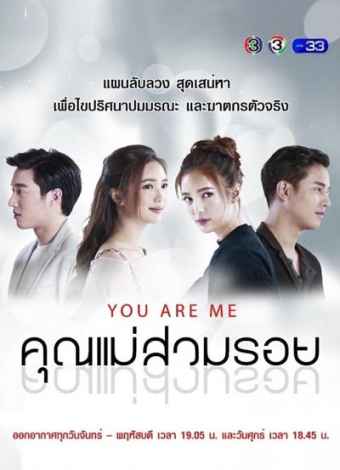 3 3 33
แผนลับลวง สุดเสน่หา
เพื่อไขปริศนาปมมรณะ และฆาตกรตัวจริง
YOU ARE ME
คุณแม่สวมรอย
ออกอากาศทุกวันจันทร์ – พฤหัสบดี เวลา 19.05 น. และวันศุกร์ เวลา 18.45 น.